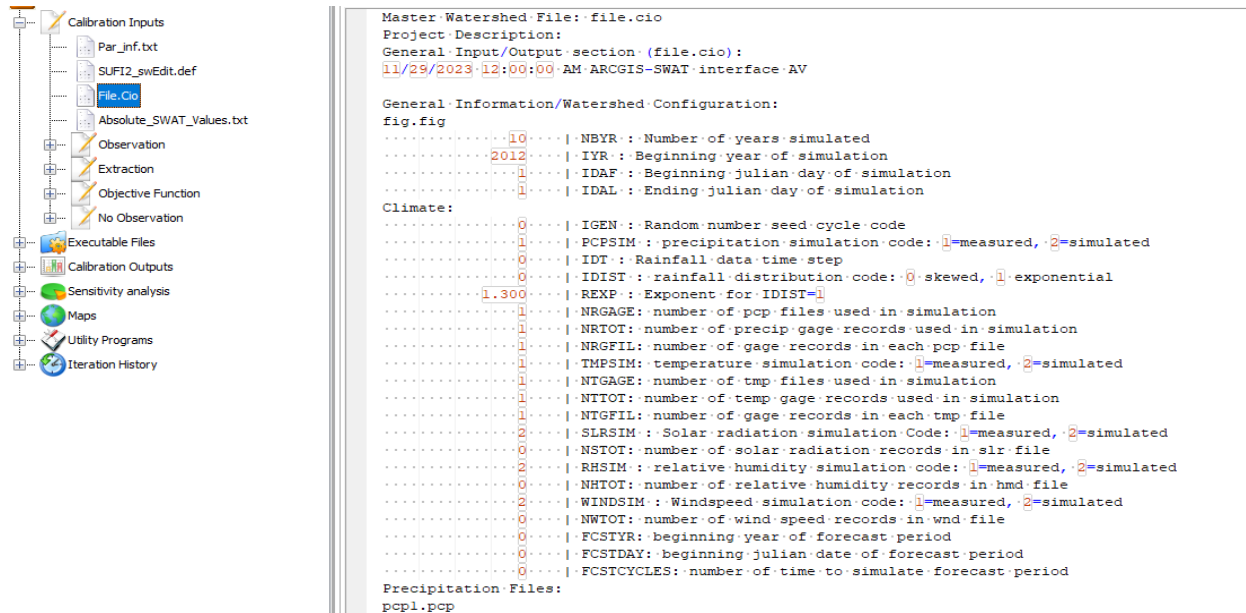 Calibration Inputs
Par_inf.txt
SUFI2_swEdit.def
File.Cio
Absolute_SWAT_Values.txt
Observation
Extraction
Objective Function
No Observation
Executable Files
Calibration Outputs
Sensitivity analysis
Maps
Utility Programs
Iteration History
Master Watershed File: file.cio
Project Description:
General Input/Output section (file.cio):
11/29/2023 12:00:00 AM ARCGIS-SWAT interface AV
General Information/Watershed Configuration:
fig.fig
10 | NBYR : Number of years simulated
2012 | IYR : Beginning year of simulation
1 | IDAF : Beginning julian day of simulation
1 | IDAL : Ending julian day of simulation
Climate:
0 | IGEN : Random number seed cycle code
1 | PCPSIM : precipitation simulation code: 1=measured, 2=simulated
0 | IDT : Rainfall data time step
0 | IDIST : rainfall distribution code: 0 skewed, 1 exponential
1.300 | REXP : Exponent for IDIST=1
1 | NRGAGE: number of pcp files used in simulation
1 | NRTOT: number of precip gage records used in simulation
1 | NRGFIL: number of gage records in each pcp file
1 | TMPSIM: temperature simulation code: 1=measured, 2=simulated
1 | NTGAGE: number of tmp files used in simulation
1 | NTTOT: number of temp gage records used in simulation
1 | NTGFIL: number of gage records in each tmp file
2 | SLRSIM : Solar radiation simulation Code: 1=measured, 2=simulated
0 | NSTOT: number of solar radiation records in slr file
2 | RHSIM : relative humidity simulation code: 1=measured, 2=simulated
0 | NHTOT: number of relative humidity records in hmd file
2 | WINDSIM : Windspeed simulation code: 1=measured, 2=simulated
0 | NWTOT: number of wind speed records in wnd file
0 | FCSTYR: beginning year of forecast period
0 | FCSTDAY: beginning julian date of forecast period
0 | FCSTCYCLES: number of time to simulate forecast period
Precipitation Files:
pcp1.pcp